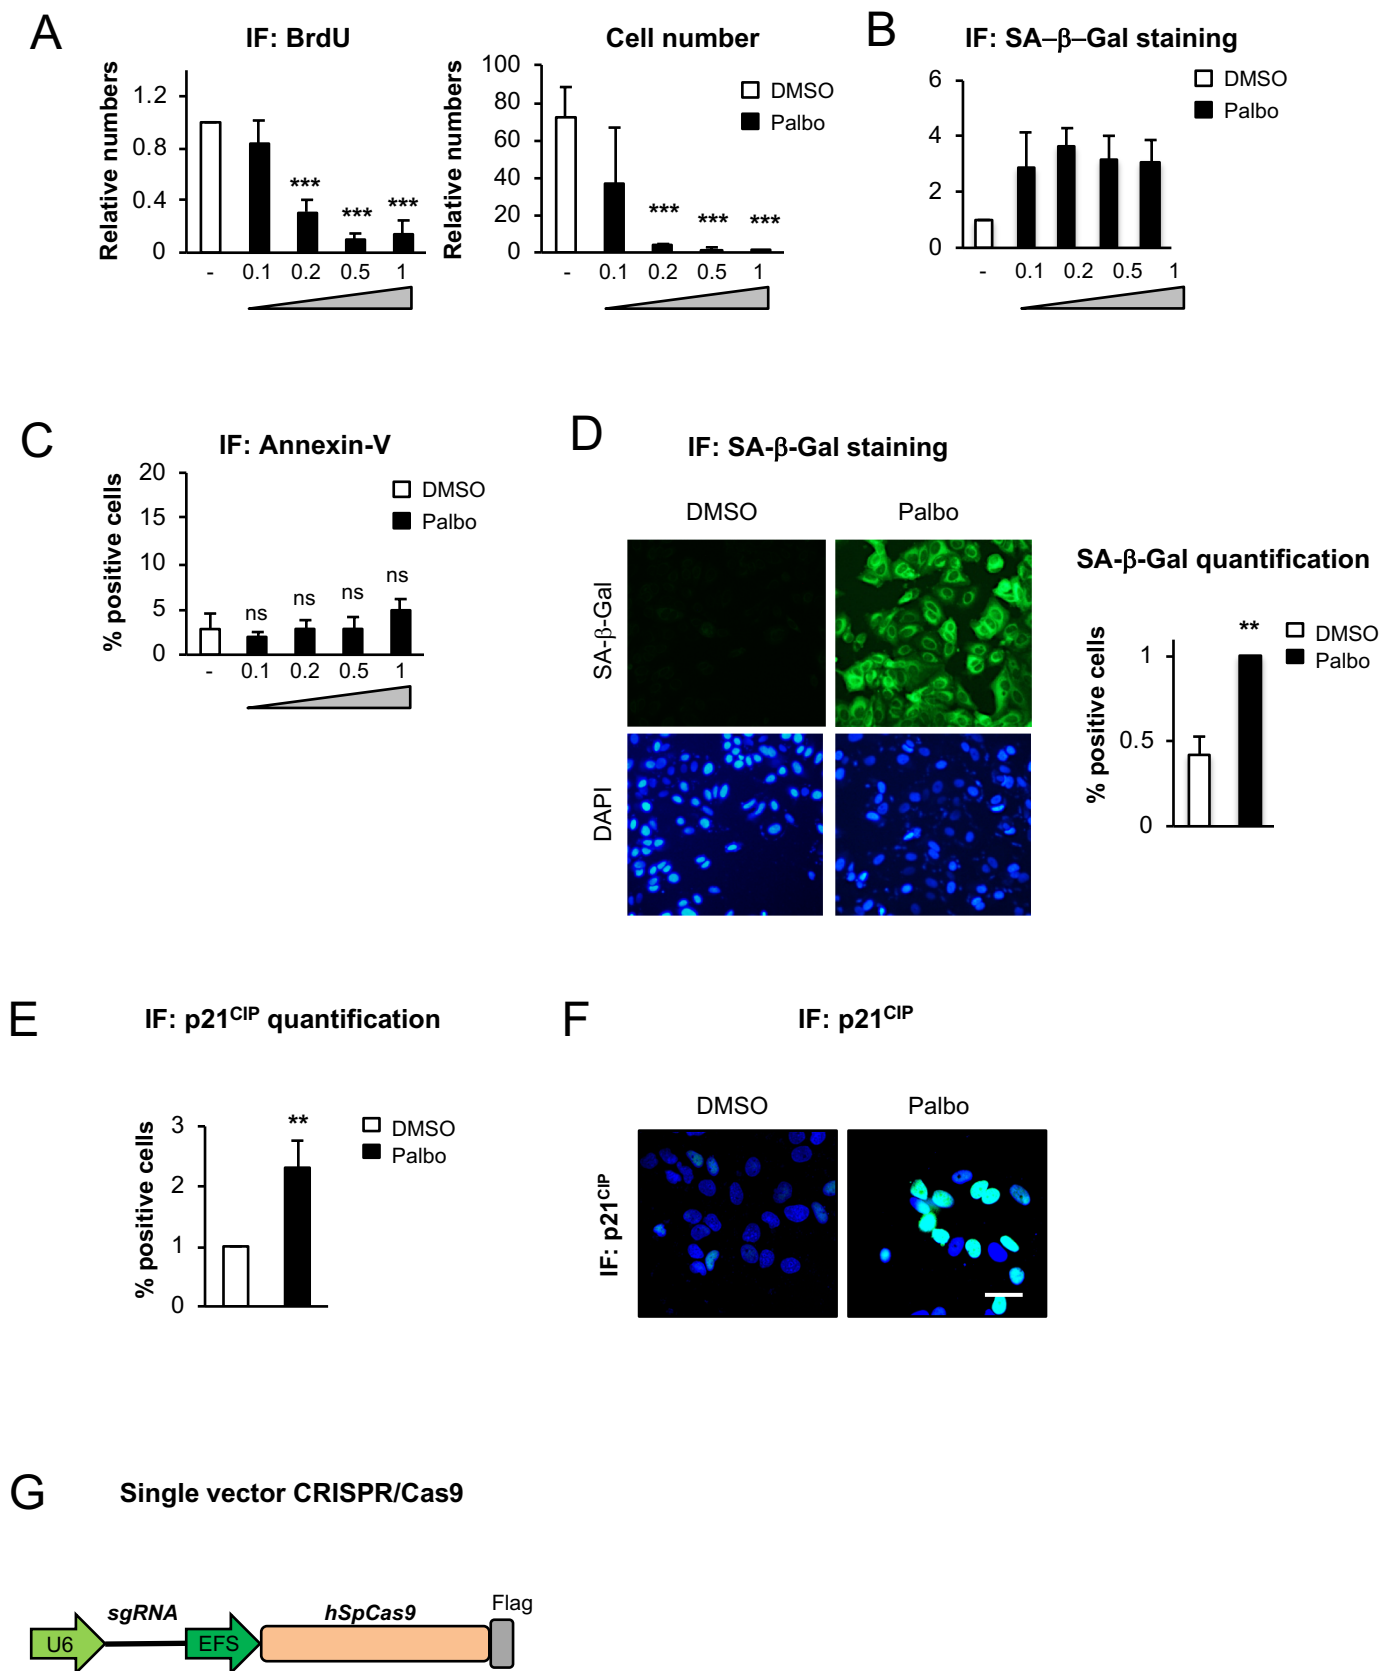 A
IF: BrdU
Relative numbers
1.2
0.8
0.4
0
***
***
***
- 0.1 0.2 0.5 1
Cell number
Relative numbers
100
80
60
40
20
0
***
***
***
- 0.1 0.2 0.5 1
DMSO
Palbo
B
IF: SA–β–Gal staining
6
4
2
0
- 0.1 0.2 0.5 1
DMSO
Palbo
C
IF: Annexin-V
% positive cells
20
15
10
5
0
ns
ns
ns
ns
- 0.1 0.2 0.5 1
DMSO
Palbo
D
IF: SA-β-Gal staining
DMSO Palbo
SA-β-Gal
DAPI
SA-β-Gal quantification
% positive cells
1
0.5
0
**
DMSO
Palbo
E
IF: p21CIP quantification
% positive cells
3
2
1
0
**
DMSO
Palbo
F
IF: p21CIP
DMSO Palbo
IF: p21CIP
G
Single vector CRISPR/Cas9
U6
sgRNA
EFS
hSpCas9
Flag